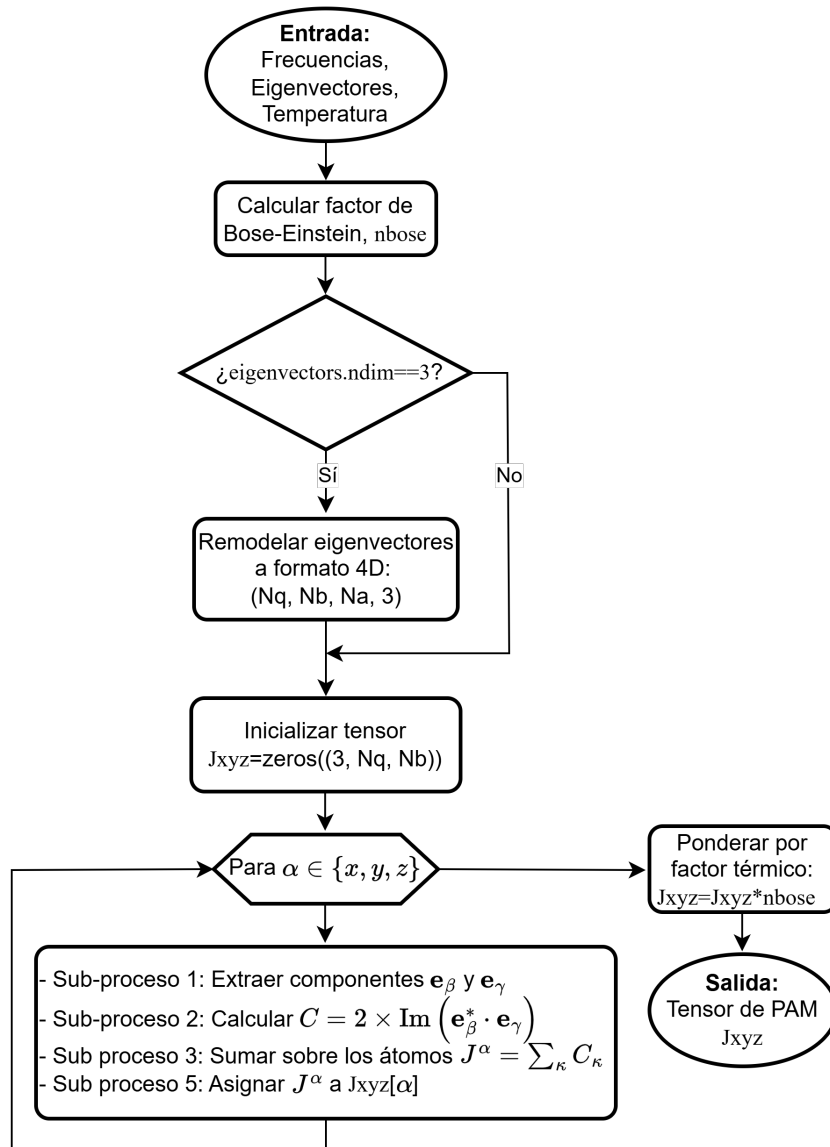 Entrada:
Frecuencias,
Eigenvectores,
Temperatura
Calcular factor de
Bose-Einstein, nbose
¿eigenvectors.ndim==3?
Sí
No
Remodelar eigenvectores
a formato 4D:
(Nq, Nb, Na, 3)
Inicializar tensor
Jxyz=zeros((3, Nq, Nb))
Para α ∈ {x, y, z}
Ponderar por
factor térmico:
Jxyz=Jxyz*nbose
- Sub-proceso 1: Extraer componentes e_β y e_γ
- Sub-proceso 2: Calcular C = 2 × Im (e*_β · e_γ)
- Sub proceso 3: Sumar sobre los átomos J^α = ∑_κ C_κ
- Sub proceso 5: Asignar J^α a Jxyz[α]
Salida:
Tensor de PAM
Jxyz